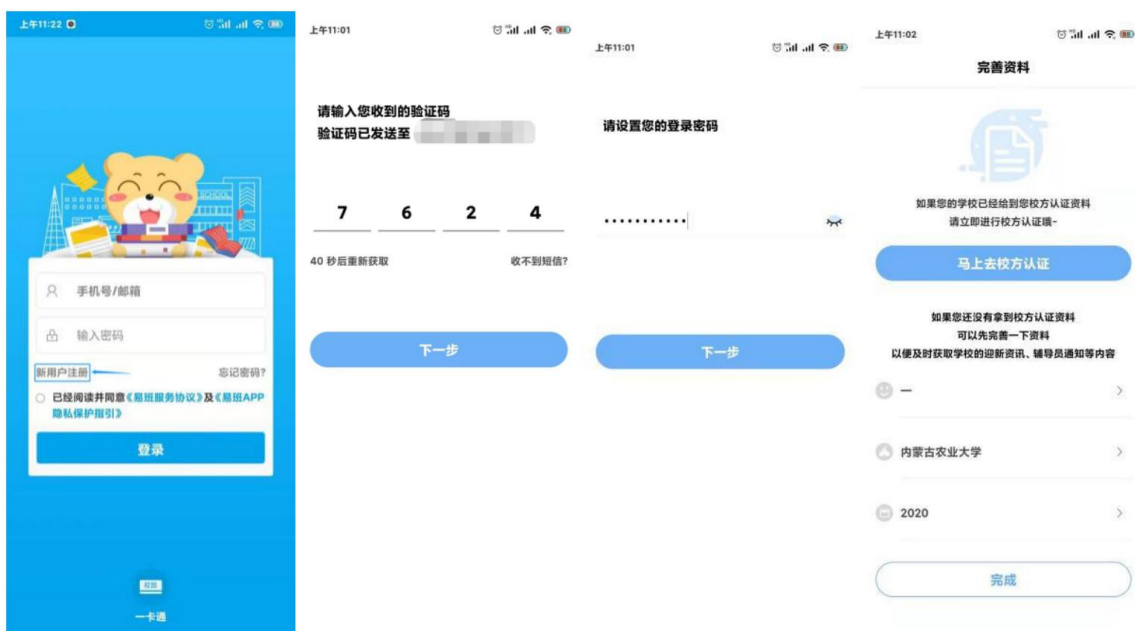 上午11:22
手机号/邮箱
输入密码
新用户注册
忘记密码?
已经阅读并同意《易班服务协议》及《易班APP
隐私保护指引》
登录
一卡通
上午11:01
请输入您收到的验证码
验证码已发送至
7 6 2 4
40 秒后重新获取
收不到短信?
下一步
上午11:01
请设置您的登录密码
•••••••••••
下一步
上午11:02
完善资料
如果您的学校已经给到您校方认证资料
请立即进行校方认证哦~
马上去校方认证
如果您还没有拿到校方认证资料
可以先完善一下资料
以便及时获取学校的迎新资讯、辅导员通知等内容
一
内蒙古农业大学
2020
完成